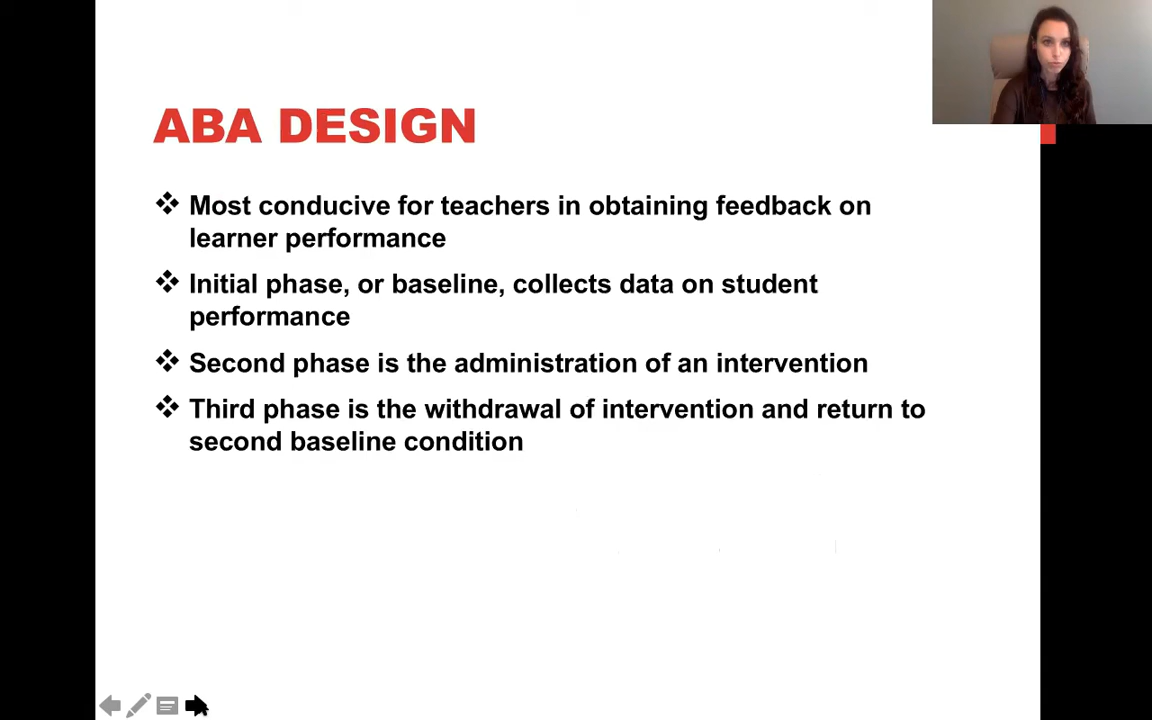 ABA DESIGN
Most conducive for teachers in obtaining feedback on
learner performance
Initial phase, or baseline, collects data on student
performance
Second phase is the administration of an intervention
Third phase is the withdrawal of intervention and return to
second baseline condition